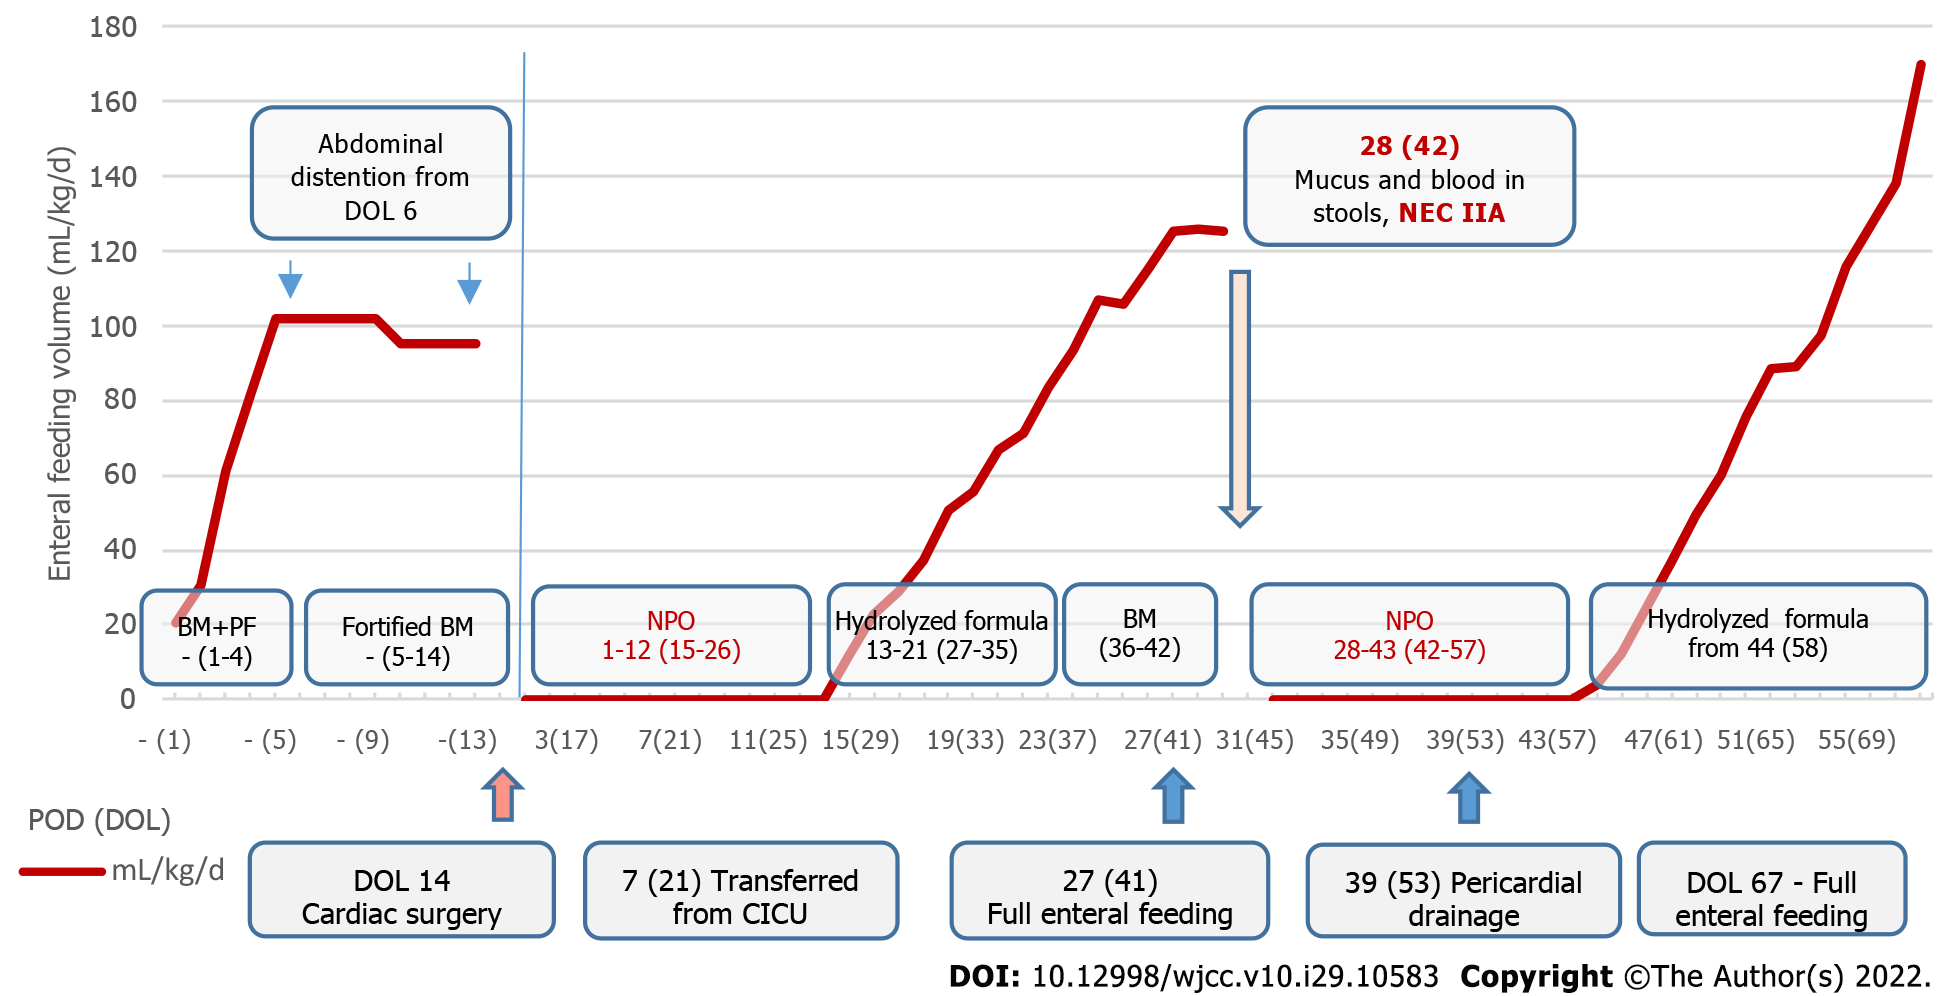 180
160
140
120
100
80
60
40
20
0
Enteral feeding volume (mL/kg/d)
Abdominal
distention from
DOL 6
28 (42)
Mucus and blood in
stools, NEC IIA
BM+PF
- (1-4)
Fortified BM
- (5-14)
NPO
1-12 (15-26)
Hydrolyzed formula
13-21 (27-35)
BM
(36-42)
NPO
28-43 (42-57)
Hydrolyzed formula
from 44 (58)
- (1) - (5) - (9) -(13) 3(17) 7(21) 11(25) 15(29) 19(33) 23(37) 27(41) 31(45) 35(49) 39(53) 43(57) 47(61) 51(65) 55(69)
POD (DOL)
mL/kg/d
DOL 14
Cardiac surgery
7 (21) Transferred
from CICU
27 (41)
Full enteral feeding
39 (53) Pericardial
drainage
DOL 67 - Full
enteral feeding
DOI: 10.12998/wjcc.v10.i29.10583 Copyright ©The Author(s) 2022.